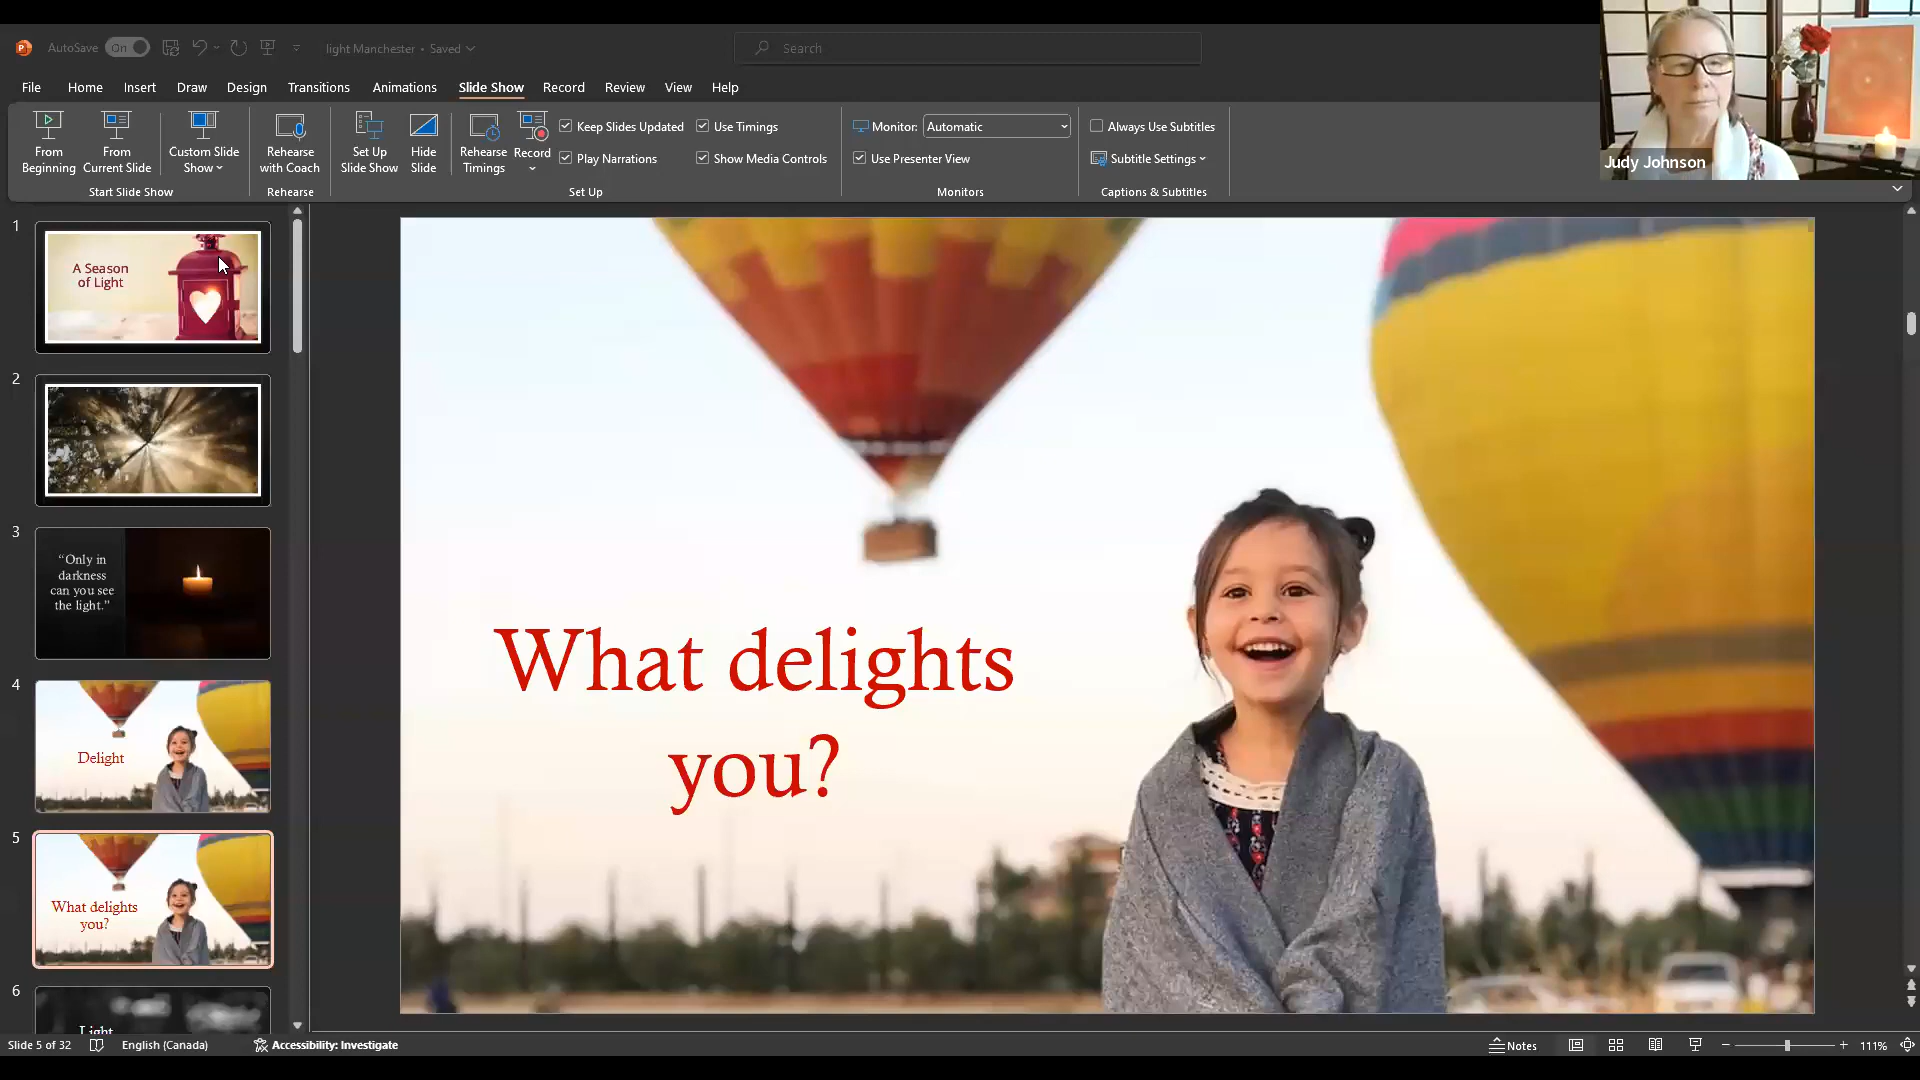 AutoSave On light Manchester • Saved Search
File Home Insert Draw Design Transitions Animations Slide Show Record Review View Help
From Beginning
From Current Slide
Custom Slide Show
Start Slide Show
Rehearse with Coach
Rehearse
Set Up Slide Show
Hide Slide
Rehearse Timings
Record
Keep Slides Updated
Use Timings
Play Narrations
Show Media Controls
Set Up
Monitor: Automatic
Use Presenter View
Monitors
Always Use Subtitles
Subtitle Settings
Captions & Subtitles
Judy Johnson
1
A Season
of Light
2
3
“Only in
darkness
can you see
the light.”
4
Delight
5
What delights
you?
6
Light
What delights
you?
Slide 5 of 32 English (Canada) Accessibility: Investigate Notes 111%